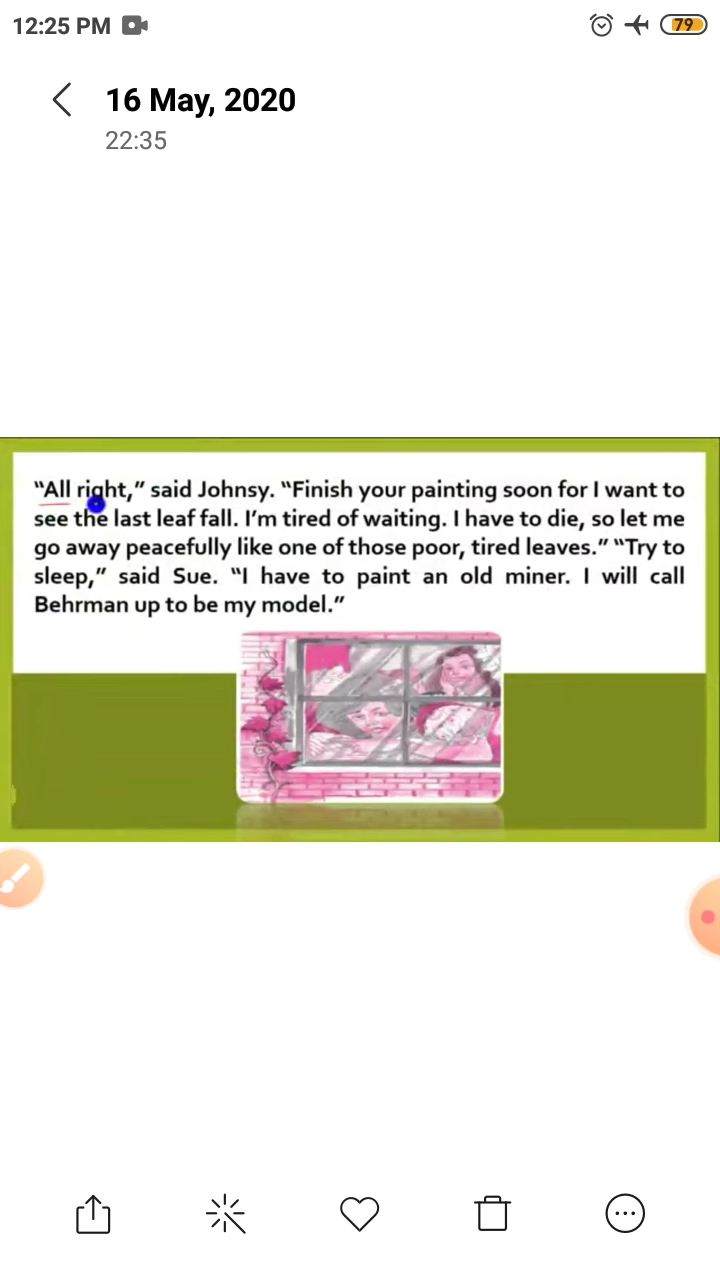 12:25 PM
79
16 May, 2020
22:35
“All right,” said Johnsy. “Finish your painting soon for I want to
see the last leaf fall. I’m tired of waiting. I have to die, so let me
go away peacefully like one of those poor, tired leaves.” “Try to
sleep,” said Sue. “I have to paint an old miner. I will call
Behrman up to be my model.”